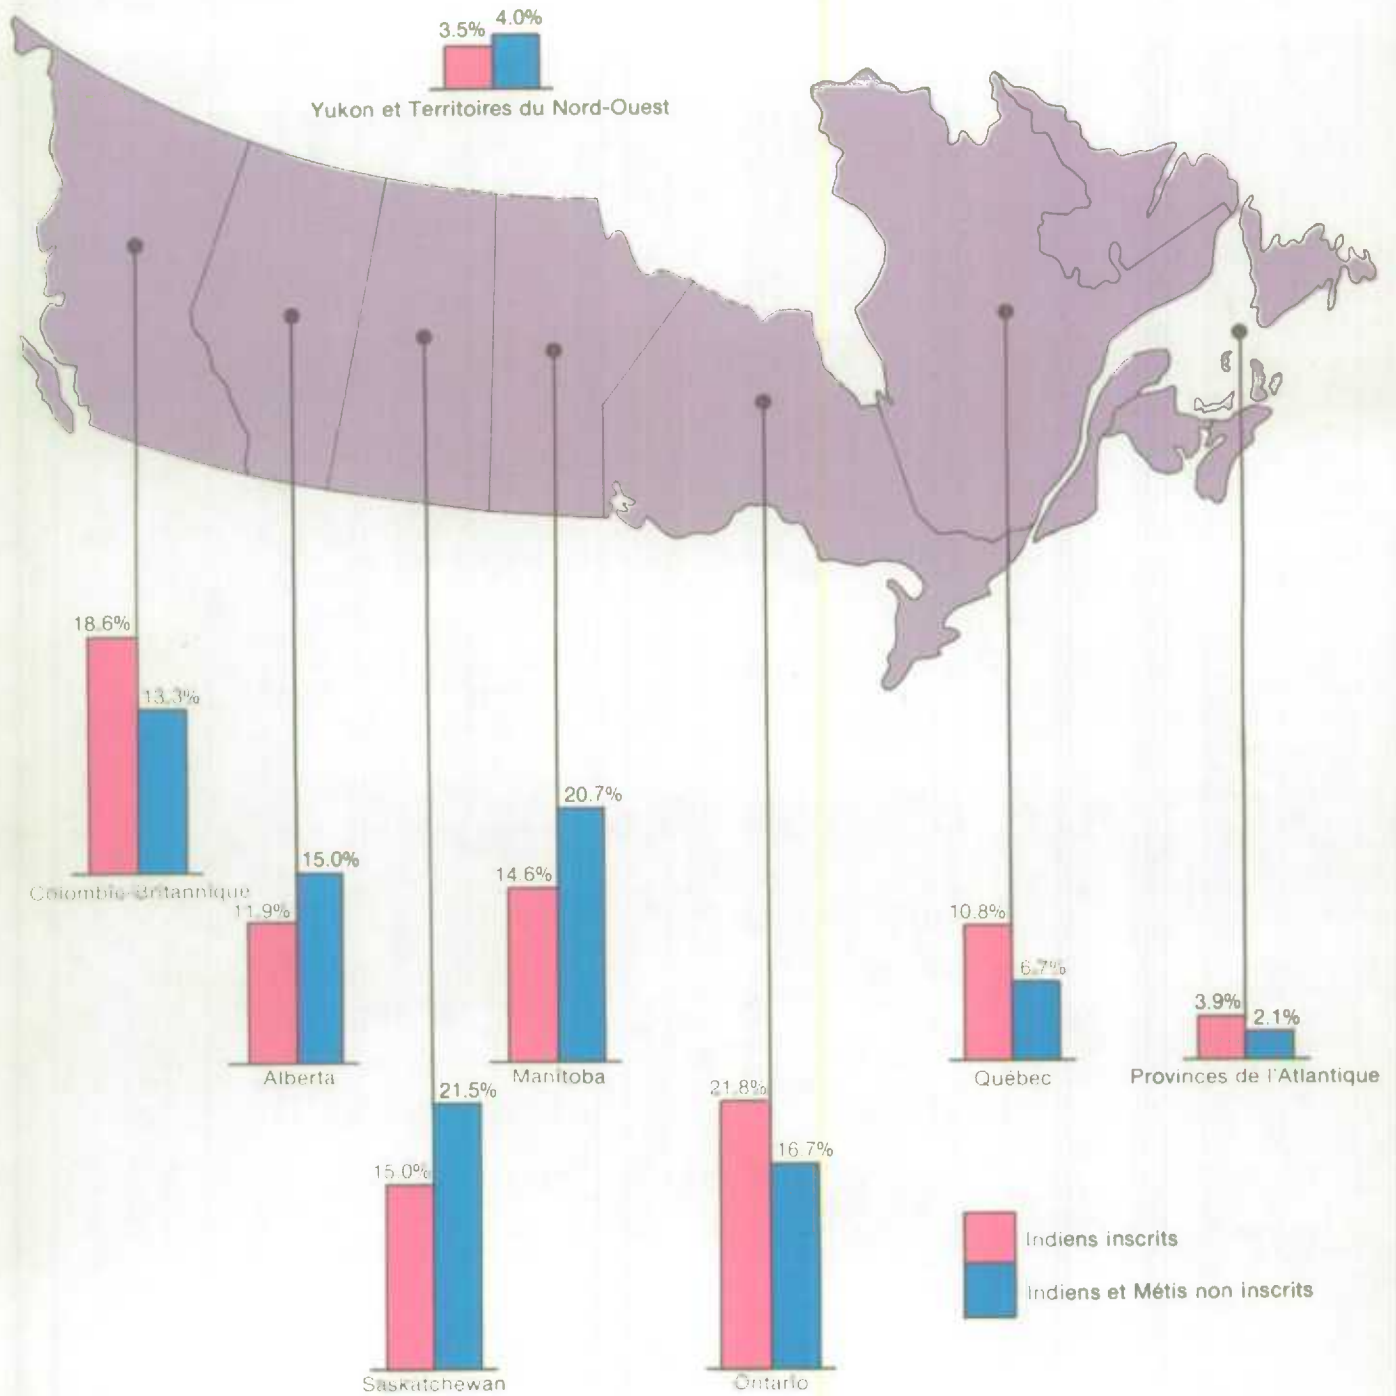 3.5% 4.0%
Yukon et Territoires du Nord-Ouest
18.6%
13.3%
Colombie-Britannique
11.9%
15.0%
Alberta
15.0%
21.5%
Saskatchewan
14.6%
20.7%
Manitoba
21.8%
16.7%
Ontario
10.8%
6.7%
Québec
3.9%
2.1%
Provinces de l'Atlantique
Indiens inscrits
Indiens et Métis non inscrits